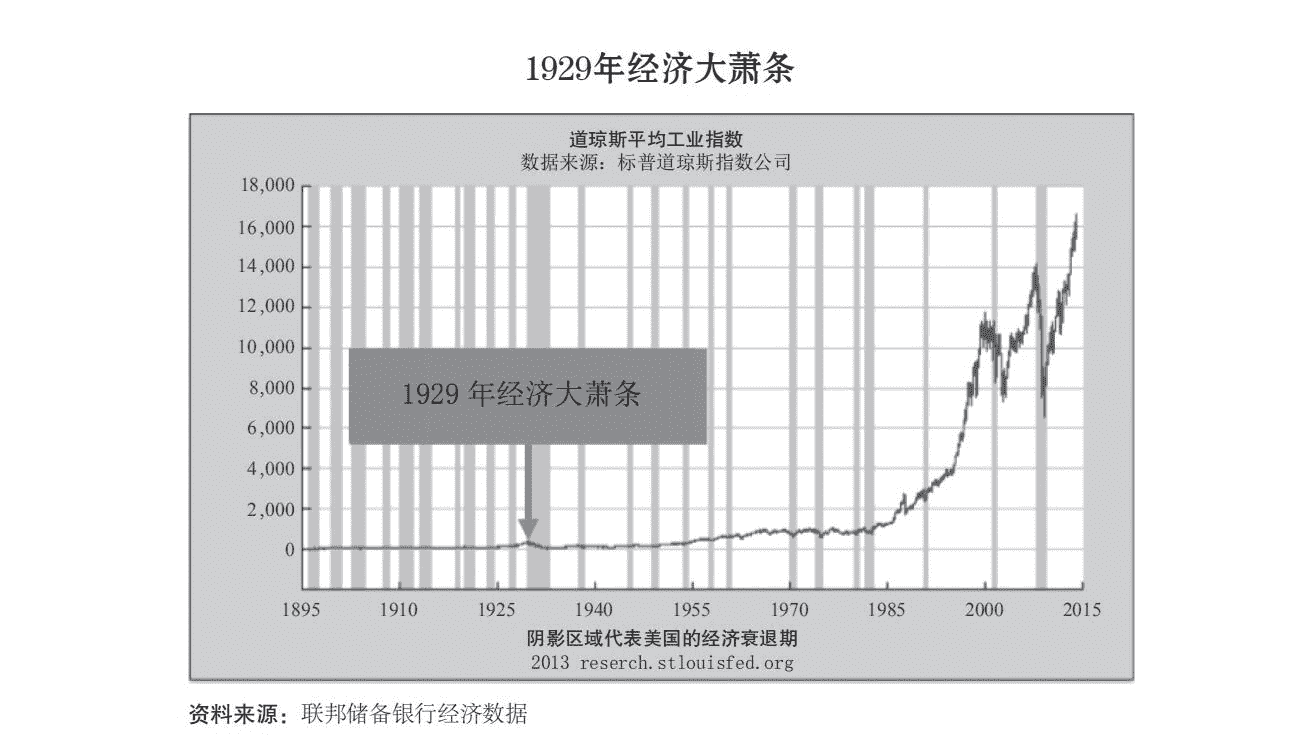 1929年经济大萧条
道琼斯平均工业指数
数据来源：标普道琼斯指数公司
18,000
16,000
14,000
12,000
10,000
8,000
6,000
4,000
2,000
0
1929 年经济大萧条
1895 1910 1925 1940 1955 1970 1985 2000 2015
阴影区域代表美国的经济衰退期
2013 reserch.stlouisfed.org
资料来源：联邦储备银行经济数据